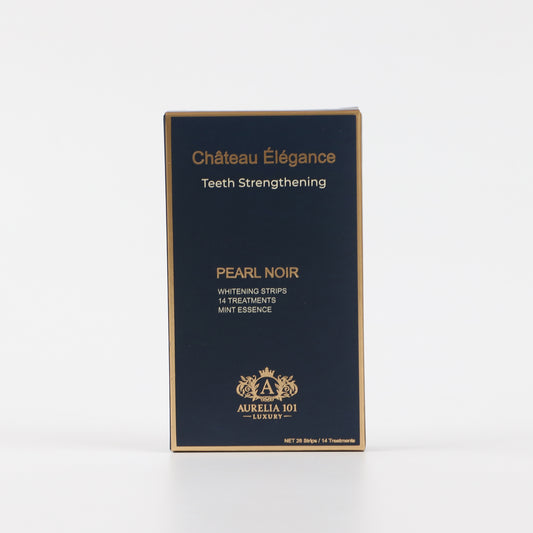 Château Élégance
Teeth Strengthening
PEARL NOIR
WHITENING STRIPS
14 TREATMENTS
MINT ESSENCE
A
AURELIA 101
LUXURY
NET 28 Strips / 14 Treatments